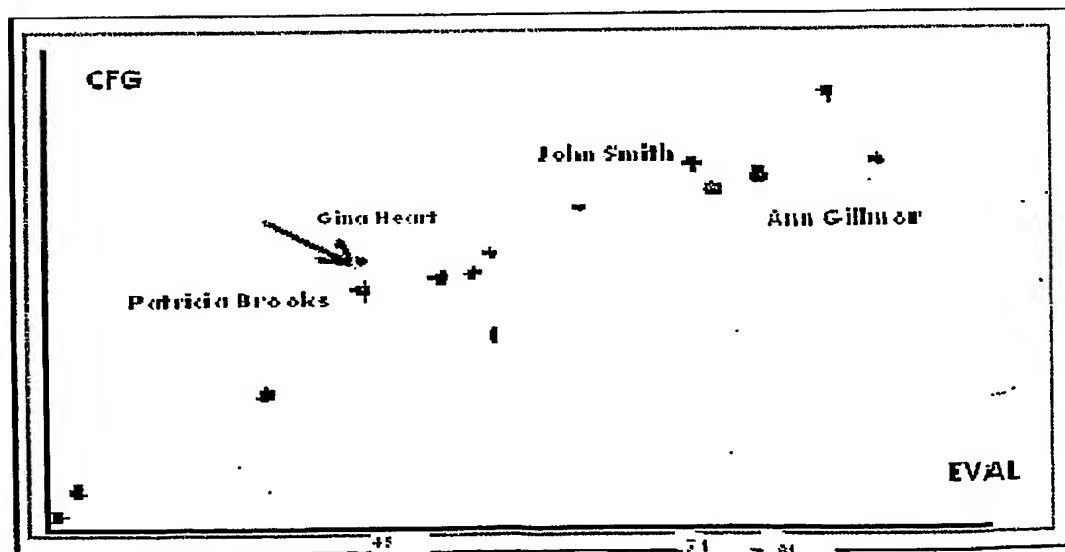 CFG
John Smith
Ann Gillmor
Gina Heart
Patricia Brooks
EVAL